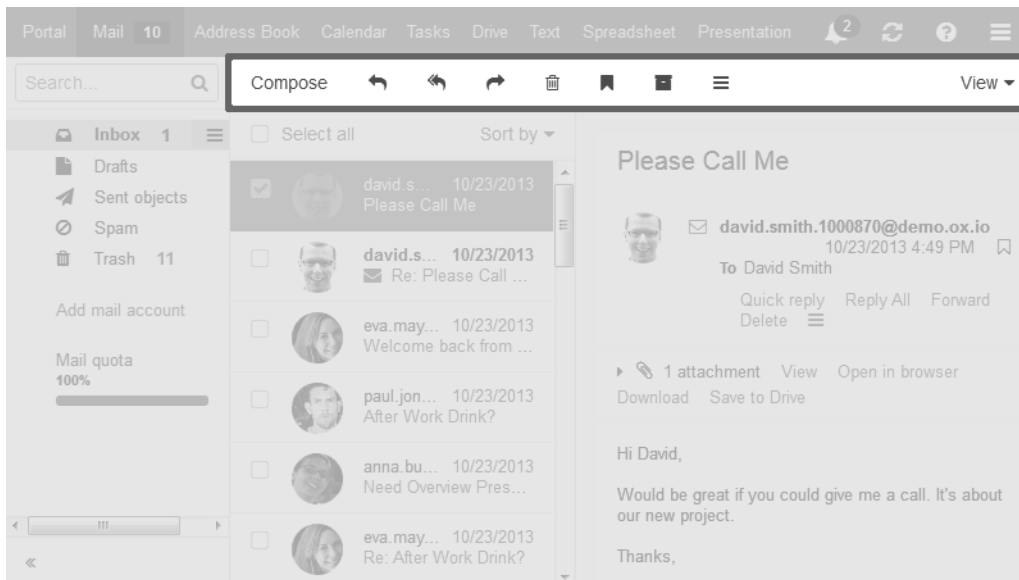 Portal Mail 10 Address Book Calendar Tasks Drive Text Spreadsheet Presentation 2
Search...
Compose View
Inbox 1
Drafts
Sent objects
Spam
Trash 11
Add mail account
Mail quota
100%
Select all Sort by
david.s... 10/23/2013
Please Call Me
david.s... 10/23/2013
Re: Please Call ...
eva.may... 10/23/2013
Welcome back from ...
paul.jon... 10/23/2013
After Work Drink?
anna.bu... 10/23/2013
Need Overview Pres...
eva.may... 10/23/2013
Re: After Work Drink?
Please Call Me
david.smith.1000870@demo.ox.io
10/23/2013 4:49 PM
To David Smith
Quick reply Reply All Forward
Delete
1 attachment View Open in browser
Download Save to Drive
Hi David,
Would be great if you could give me a call. It's about
our new project.
Thanks,